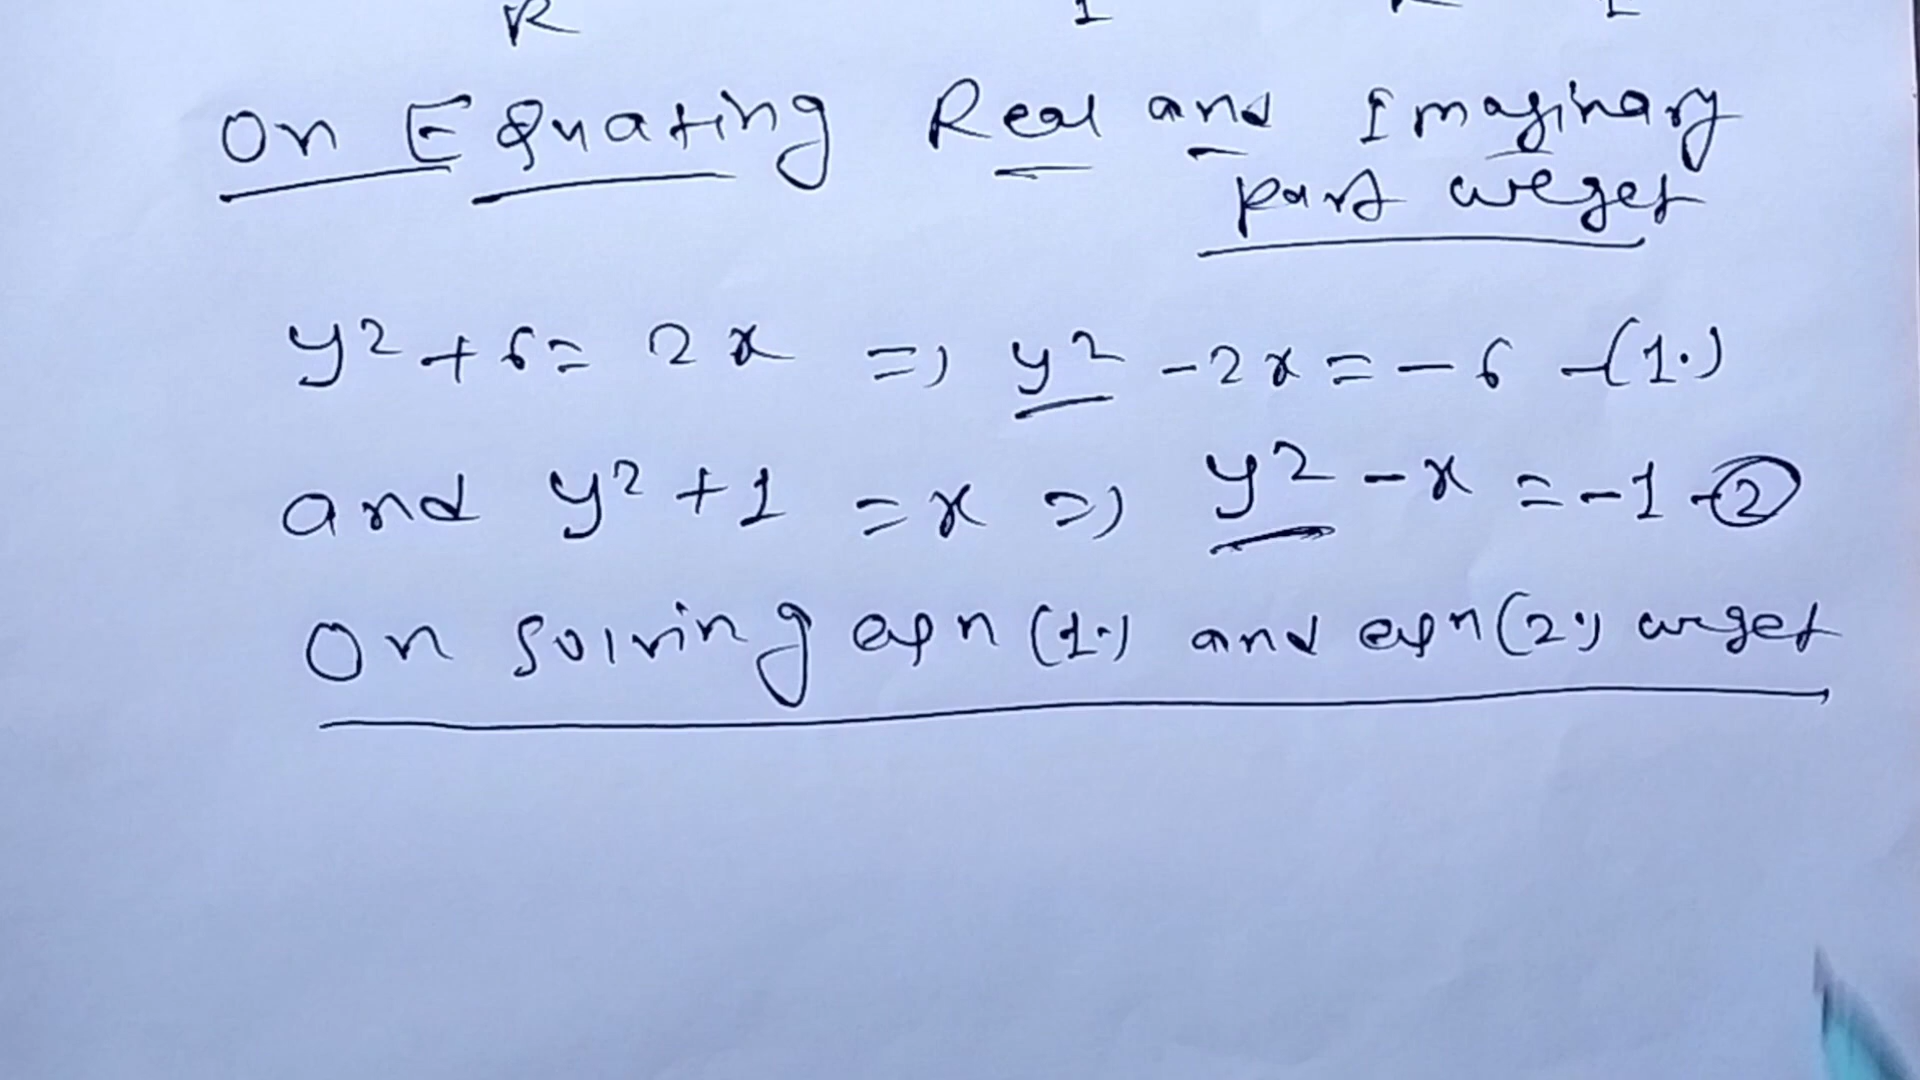 R I R I
On Equating Real and Imaginary
part we get
y² + 6 = 2x => y² - 2x = - 6 -(1.)
and y² + 1 = x => y² - x = -1 -②
On solving eqn (1.) and eqn (2.) we get